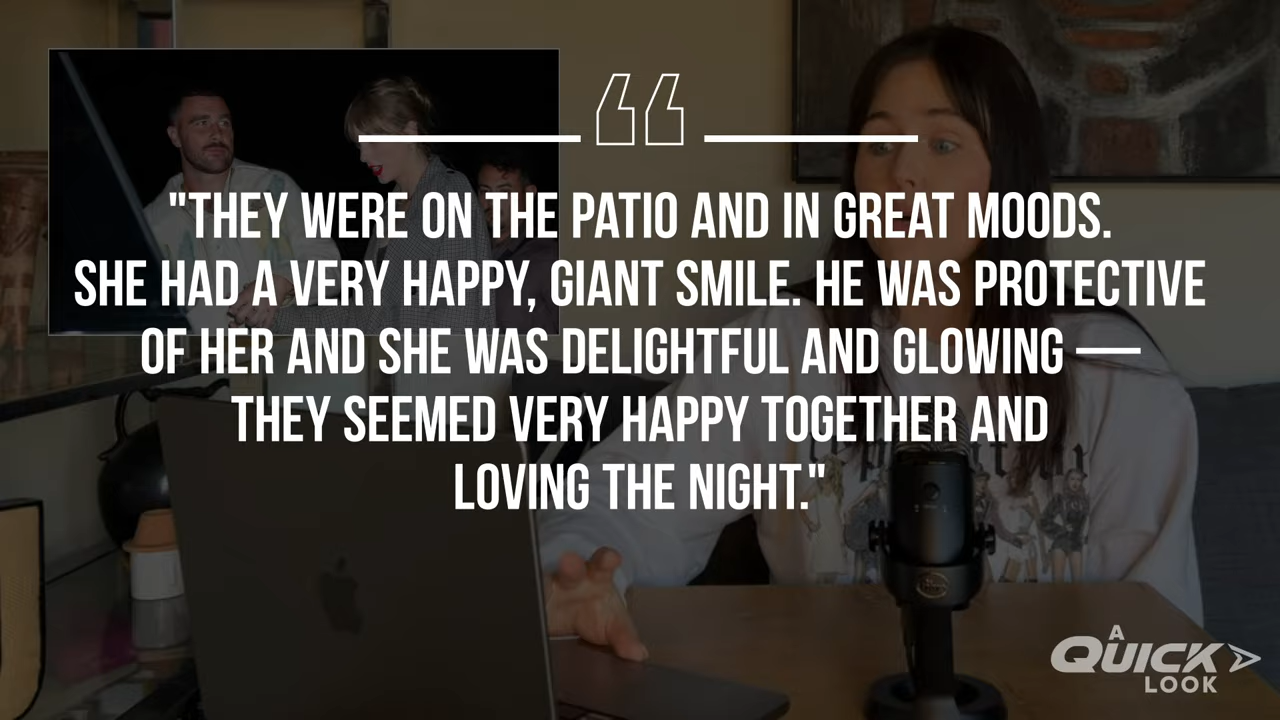 "THEY WERE ON THE PATIO AND IN GREAT MOODS.
SHE HAD A VERY HAPPY, GIANT SMILE. HE WAS PROTECTIVE
OF HER AND SHE WAS DELIGHTFUL AND GLOWING —
THEY SEEMED VERY HAPPY TOGETHER AND
LOVING THE NIGHT."
A
QUICK
LOOK